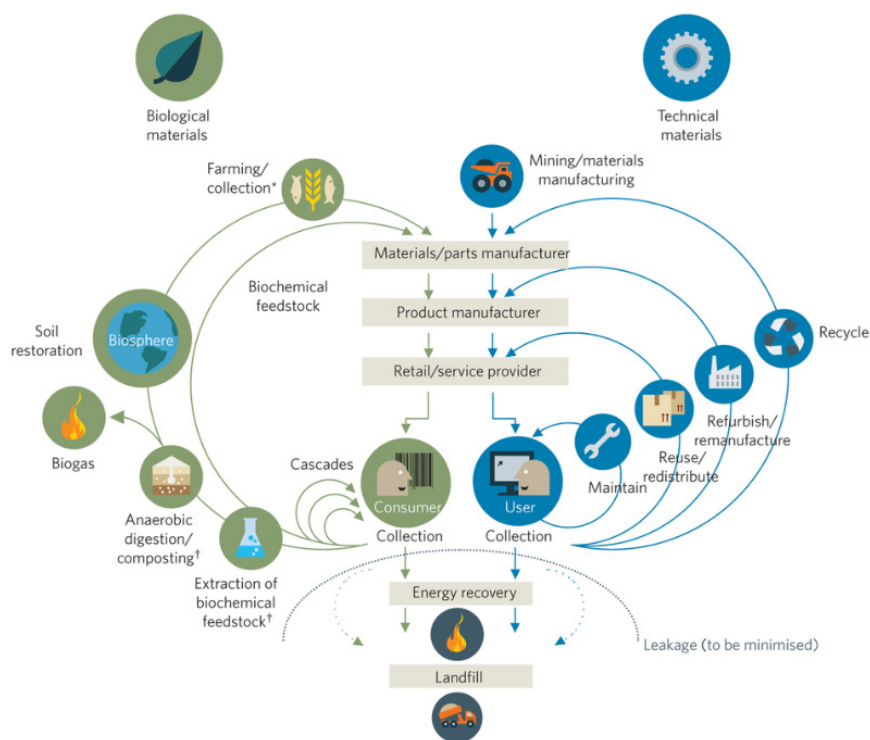 Biological
materials
Technical
materials
Farming/
collection*
Mining/materials
manufacturing
Materials/parts manufacturer
Biochemical
feedstock
Product manufacturer
Soil
restoration
Biosphere
Recycle
Retail/service provider
Refurbish/
remanufacture
Biogas
Reuse/
redistribute
Cascades
Maintain
Consumer
User
Anaerobic
digestion/
composting†
Collection
Collection
Extraction of
biochemical
feedstock†
Energy recovery
Leakage (to be minimised)
Landfill